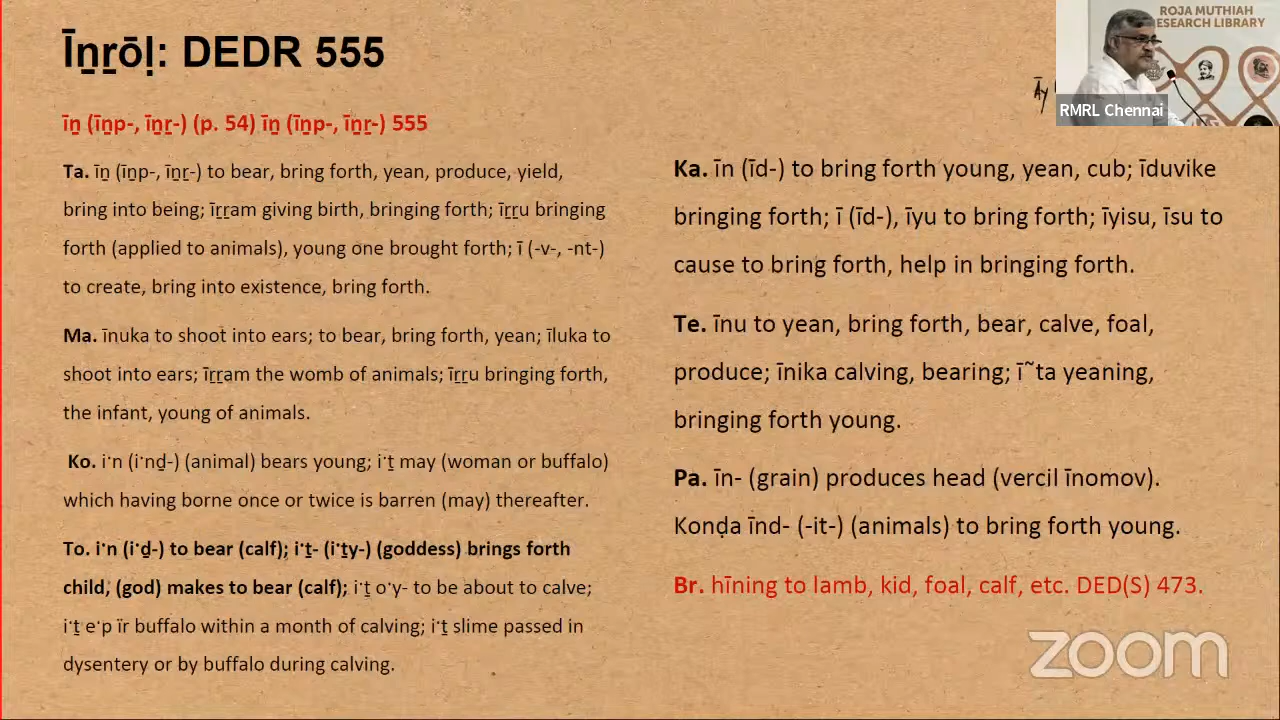 Īṉṟōḷ: DEDR 555
īṉ (īṉp-, īṉṟ-) (p. 54) īṉ (īṉp-, īṉṟ-) 555
Ta. īṉ (īṉp-, īṉṟ-) to bear, bring forth, yean, produce, yield,
bring into being; īṟṟam giving birth, bringing forth; īṟṟu bringing
forth (applied to animals), young one brought forth; ī (-v-, -nt-)
to create, bring into existence, bring forth.
Ma. īnuka to shoot into ears; to bear, bring forth, yean; īluka to
shoot into ears; īṟṟam the womb of animals; īṟṟu bringing forth,
the infant, young of animals.
Ko. i·n (i·nḏ-) (animal) bears young; i·ṯ may (woman or buffalo)
which having borne once or twice is barren (may) thereafter.
To. i·n (i·ḏ-) to bear (calf); i·ṯ- (i·ṯy-) (goddess) brings forth
child, (god) makes to bear (calf); i·ṯ o·y- to be about to calve;
i·ṯ e·p ïr buffalo within a month of calving; i·ṯ slime passed in
dysentery or by buffalo during calving.
Ka. īn (īd-) to bring forth young, yean, cub; īduvike
bringing forth; ī (īd-), īyu to bring forth; īyisu, īsu to
cause to bring forth, help in bringing forth.
Te. īnu to yean, bring forth, bear, calve, foal,
produce; īnika calving, bearing; ī˜ta yeaning,
bringing forth young.
Pa. īn- (grain) produces head (vercil īnomov).
Konḍa īnd- (-it-) (animals) to bring forth young.
Br. hīning to lamb, kid, foal, calf, etc. DED(S) 473.
Āy
ROJA MUTHIAH
ESEARCH LIBRARY
RMRL Chennai
zoom